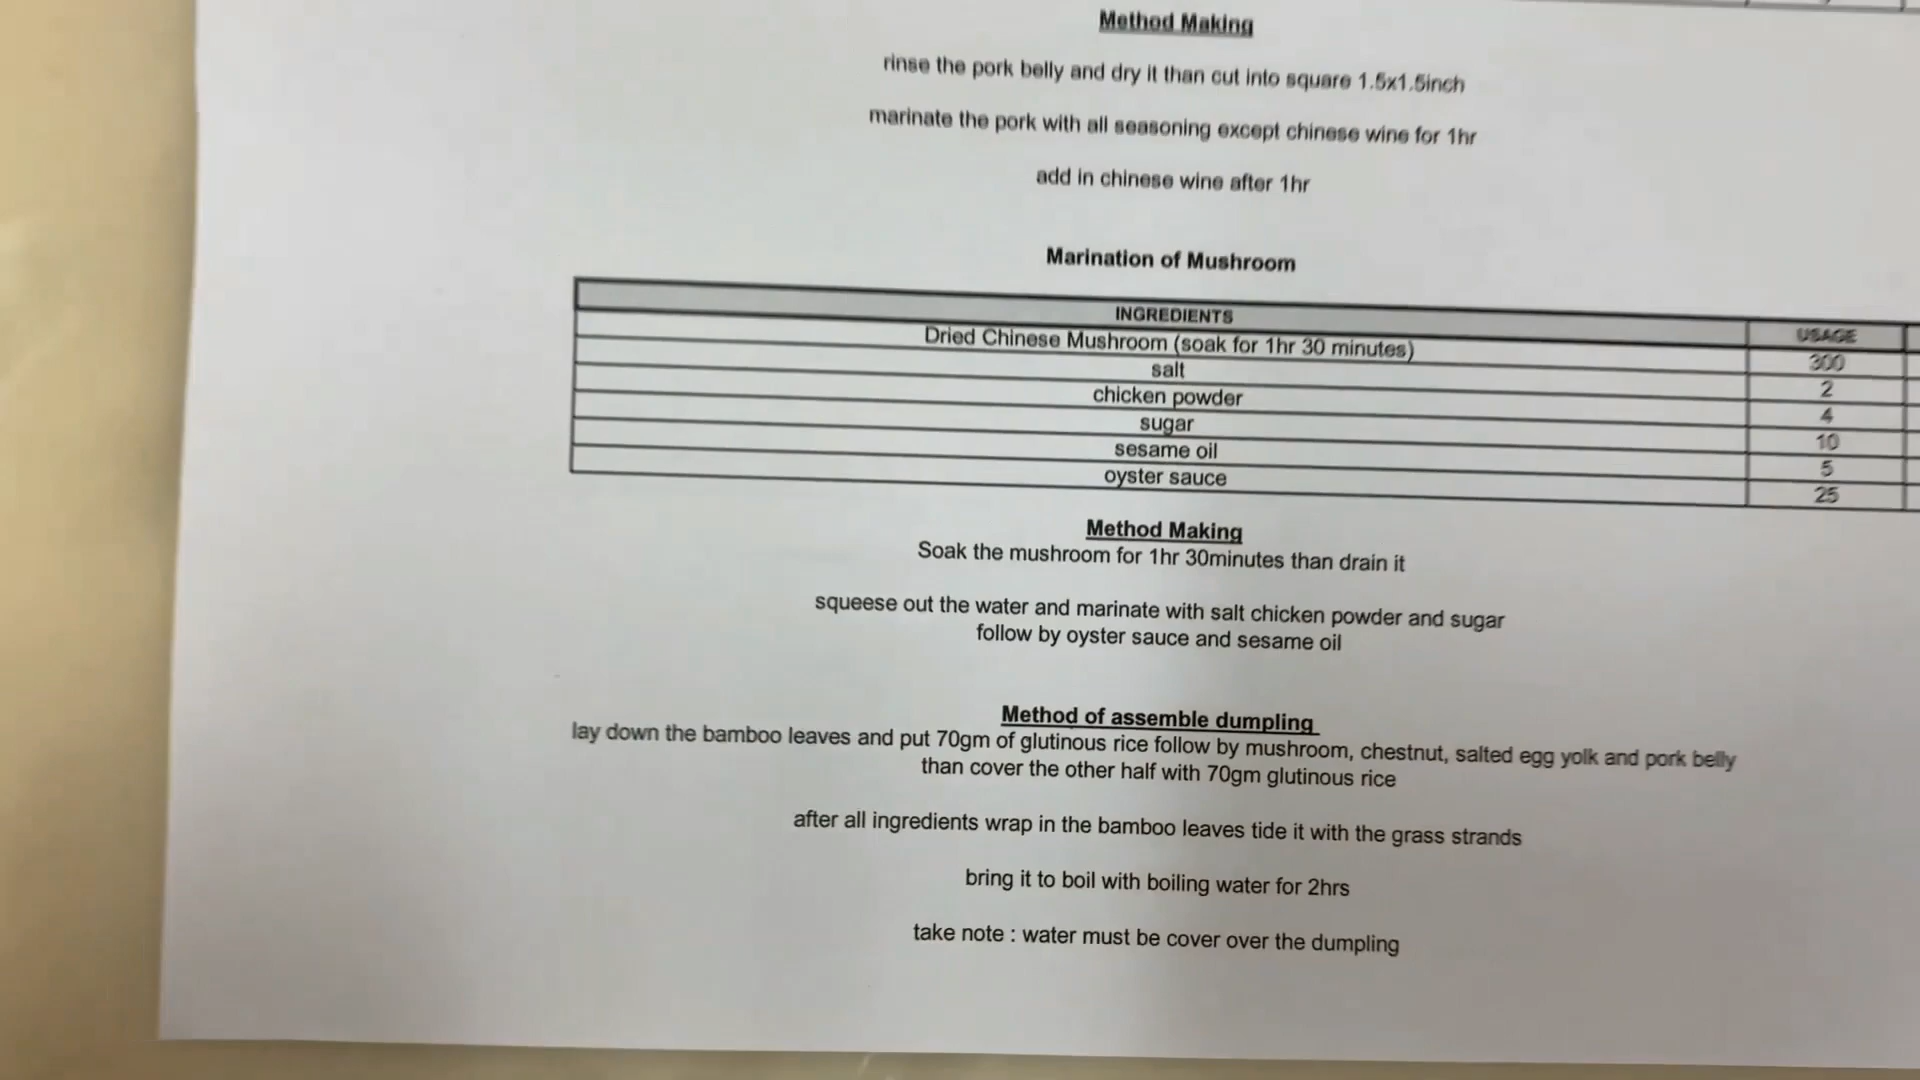 Method Making
rinse the pork belly and dry it than cut into square 1.5x1.5inch
marinate the pork with all seasoning except chinese wine for 1hr
add in chinese wine after 1hr
Marination of Mushroom
INGREDIENTS USAGE
Dried Chinese Mushroom (soak for 1hr 30 minutes) 300
salt 2
chicken powder 4
sugar 10
sesame oil 5
oyster sauce 25
Method Making
Soak the mushroom for 1hr 30minutes than drain it
squeese out the water and marinate with salt chicken powder and sugar
follow by oyster sauce and sesame oil
Method of assemble dumpling
lay down the bamboo leaves and put 70gm of glutinous rice follow by mushroom, chestnut, salted egg yolk and pork belly
than cover the other half with 70gm glutinous rice
after all ingredients wrap in the bamboo leaves tide it with the grass strands
bring it to boil with boiling water for 2hrs
take note : water must be cover over the dumpling